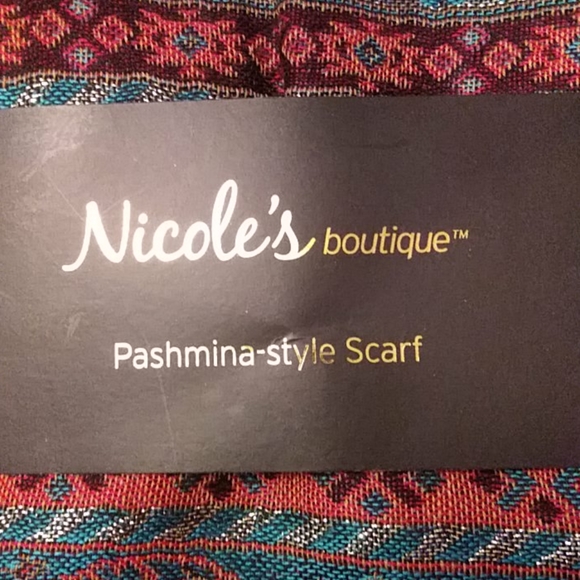 Nicole's boutique™
Pashmina-style Scarf